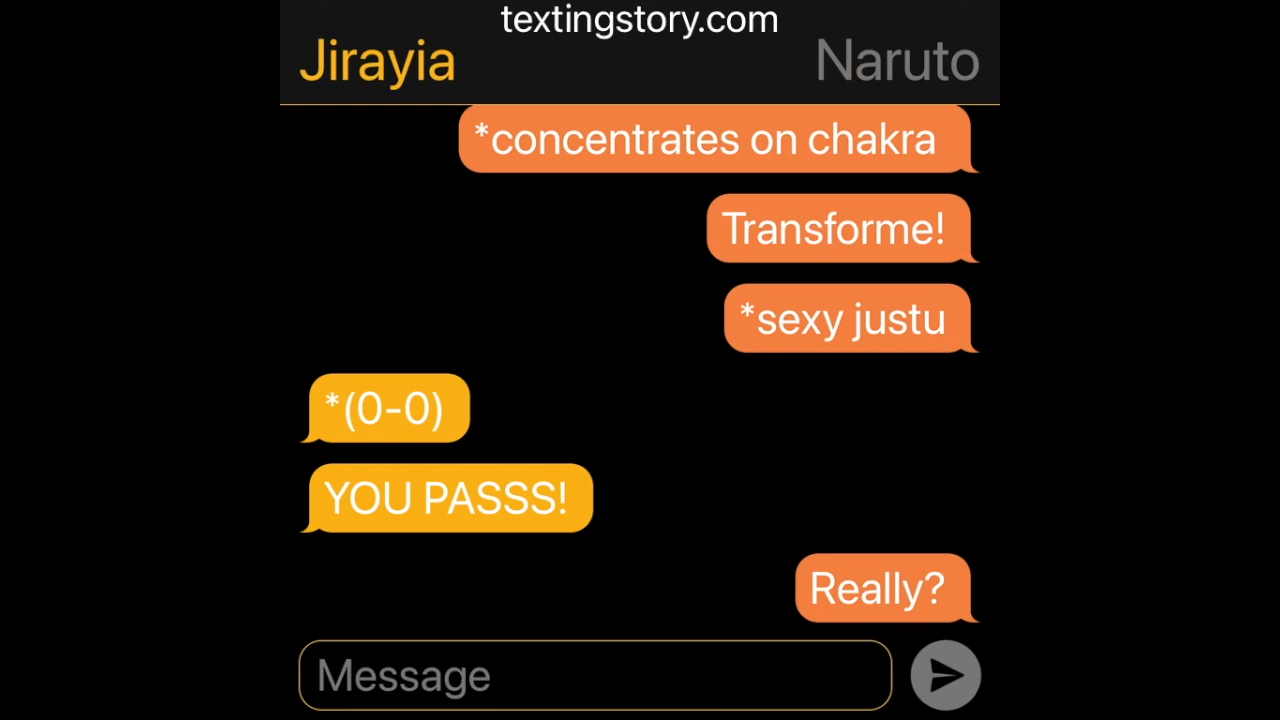 textingstory.com
Jirayia
Naruto
*concentrates on chakra
Transforme!
*sexy justu
*(0-0)
YOU PASSS!
Really?
Message